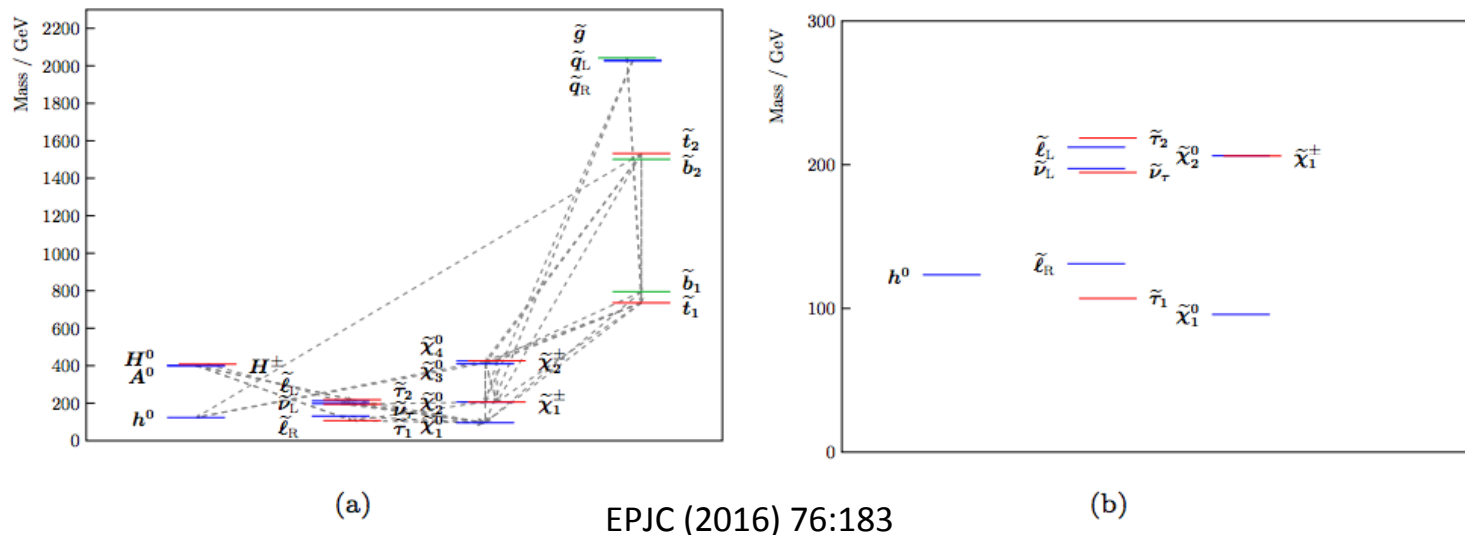 Mass / GeV
2200
2000
1800
1600
1400
1200
1000
800
600
400
200
0
g̃
q̃L
q̃R
t̃2
b̃2
b̃1
t̃1
H0
A0
H±
h0
ℓ̃L
ν̃L
ℓ̃R
τ̃2
ν̃τ
τ̃1
χ̃04
χ̃03
χ̃02
χ̃01
χ̃±2
χ̃±1
(a)
Mass / GeV
300
200
100
0
h0
ℓ̃L
ν̃L
ℓ̃R
τ̃2
ν̃τ
τ̃1
χ̃02
χ̃01
χ̃±1
(b)
EPJC (2016) 76:183